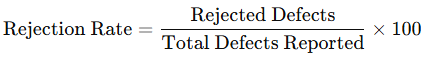 Rejection Rate = Rejected Defects / Total Defects Reported × 100